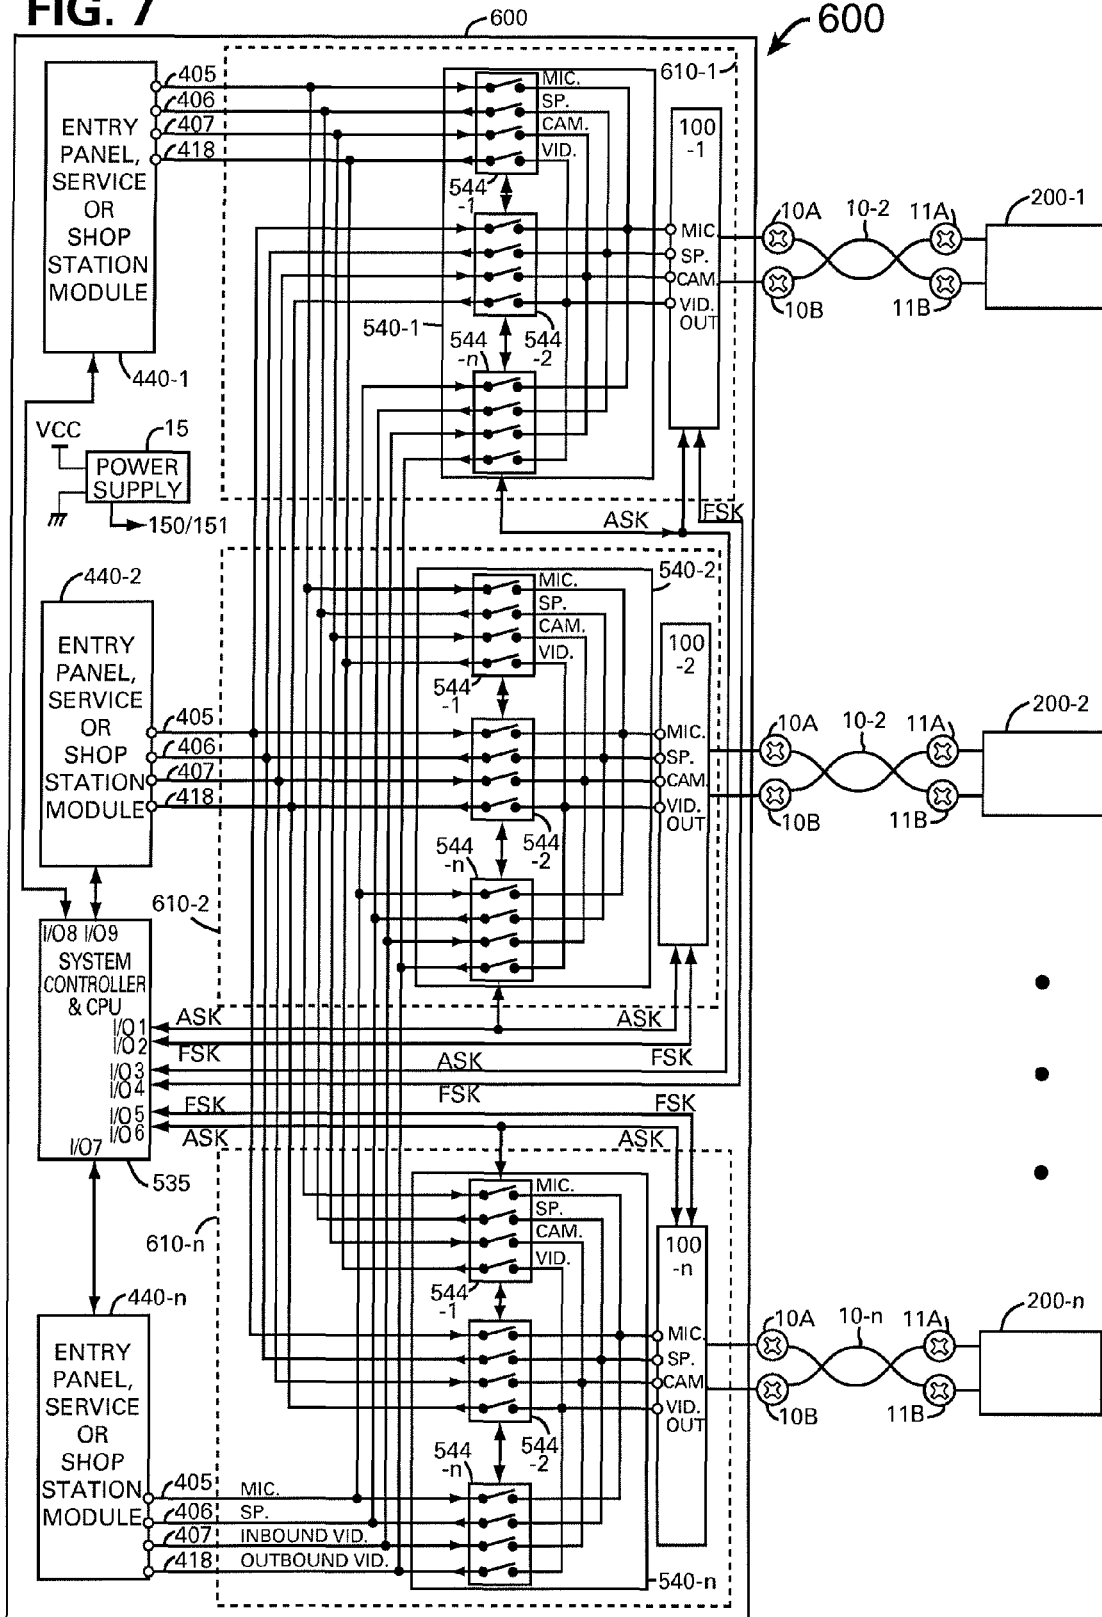 FIG. 7
600
600
405
406
407
418
ENTRY
PANEL,
SERVICE
OR
SHOP
STATION
MODULE
440-1
610-1
MIC.
SP.
CAM.
VID.
544
-1
100
-1
MIC
SP.
CAM.
VID.
OUT
540-1
544
-n
544
-2
10A
10-2
11A
200-1
10B
11B
VCC
15
POWER
SUPPLY
150/151
ASK
FSK
440-2
540-2
ENTRY
PANEL,
SERVICE
OR
SHOP
STATION
MODULE
405
406
407
418
MIC.
SP.
CAM.
VID.
544
-1
100
-2
MIC.
SP.
CAM.
VID.
OUT
544
-n
544
-2
10A
10-2
11A
200-2
10B
11B
610-2
I/O8 I/O9
SYSTEM
CONTROLLER
& CPU
I/O1
I/O2
I/O3
I/O4
I/O5
I/O6
I/O7
535
ASK
ASK
FSK
FSK
ASK
FSK
FSK
FSK
ASK
ASK
610-n
MIC.
SP.
CAM.
VID.
544
-1
100
-n
MIC.
SP.
CAM
VID.
OUT
544
-n
544
-2
10A
10-n
11A
200-n
10B
11B
440-n
ENTRY
PANEL,
SERVICE
OR
SHOP
STATION
MODULE
405 MIC.
406 SP.
407 INBOUND VID.
418 OUTBOUND VID.
540-n